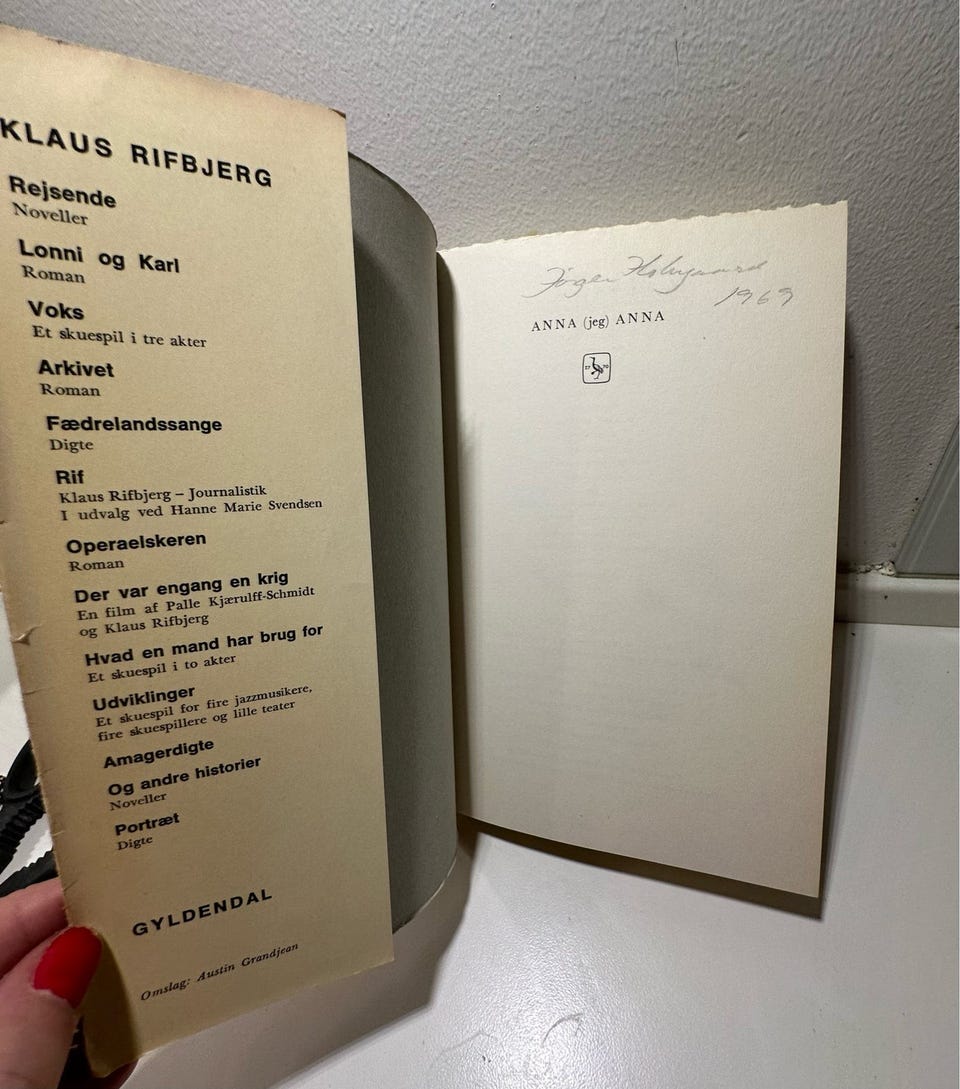 KLAUS RIFBJERG
Rejsende
Noveller
Lonni og Karl
Roman
Voks
Et skuespil i tre akter
Arkivet
Roman
Fædrelandssange
Digte
Rif
Klaus Rifbjerg – Journalistik
I udvalg ved Hanne Marie Svendsen
Operaelskeren
Roman
Der var engang en krig
En film af Palle Kjærulff-Schmidt
og Klaus Rifbjerg
Hvad en mand har brug for
Et skuespil i to akter
Udviklinger
Et skuespil for fire jazzmusikere,
fire skuespillere og lille teater
Amagerdigte
Og andre historier
Noveller
Portræt
Digte
GYLDENDAL
Omslag: Austin Grandjean
1969
ANNA (jeg) ANNA
17 70